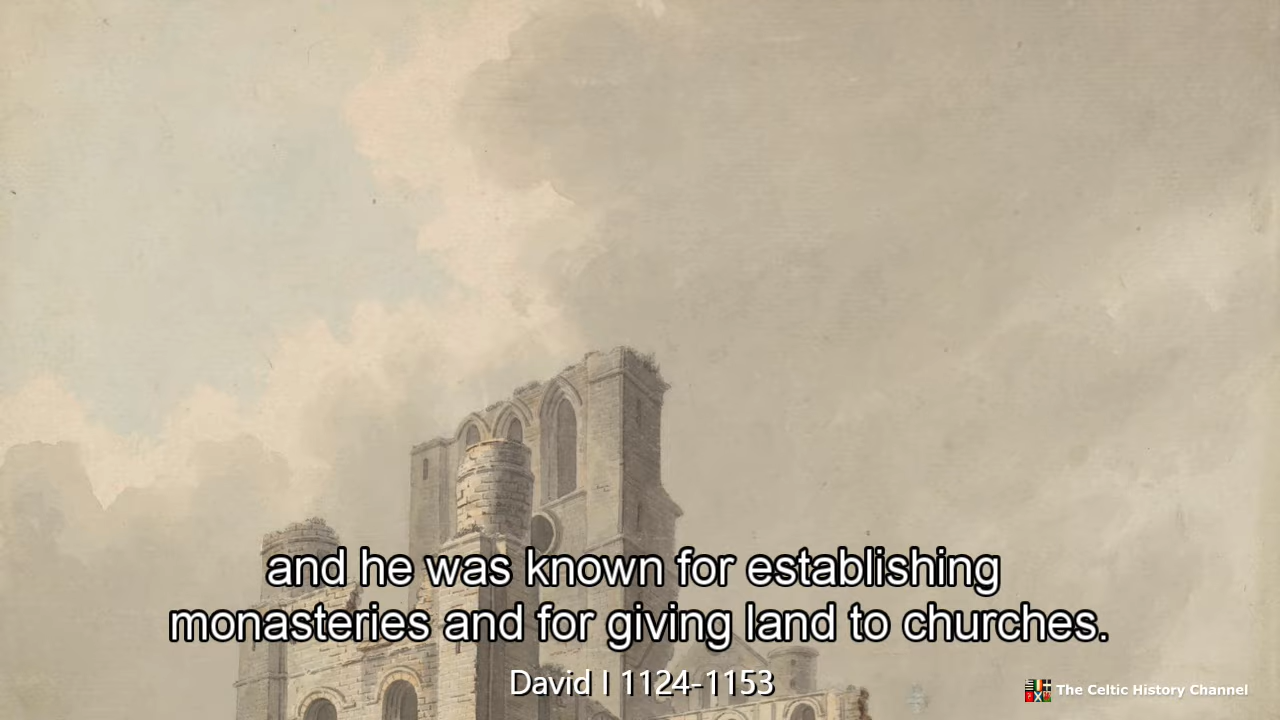 and he was known for establishing
monasteries and for giving land to churches.
David I 1124-1153
The Celtic History Channel